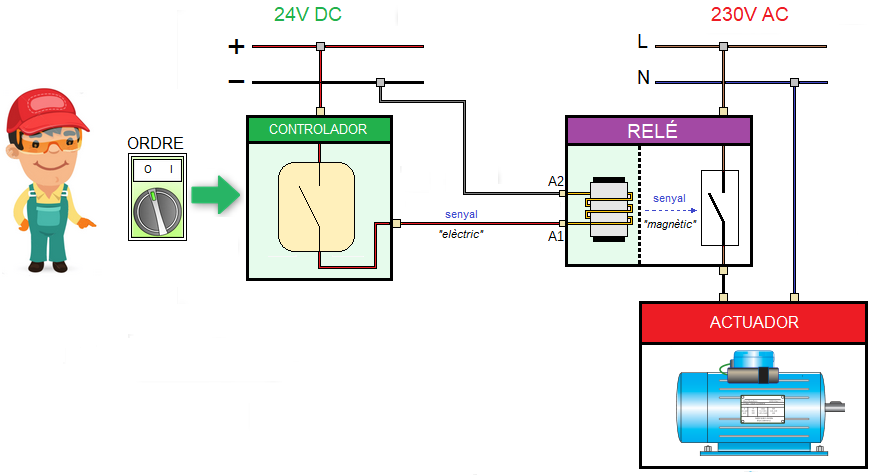 24V DC
230V AC
+
−
L
N
ORDRE
O I
CONTROLADOR
RELÉ
A2
A1
senyal
"elèctric"
senyal
"magnètic"
ACTUADOR